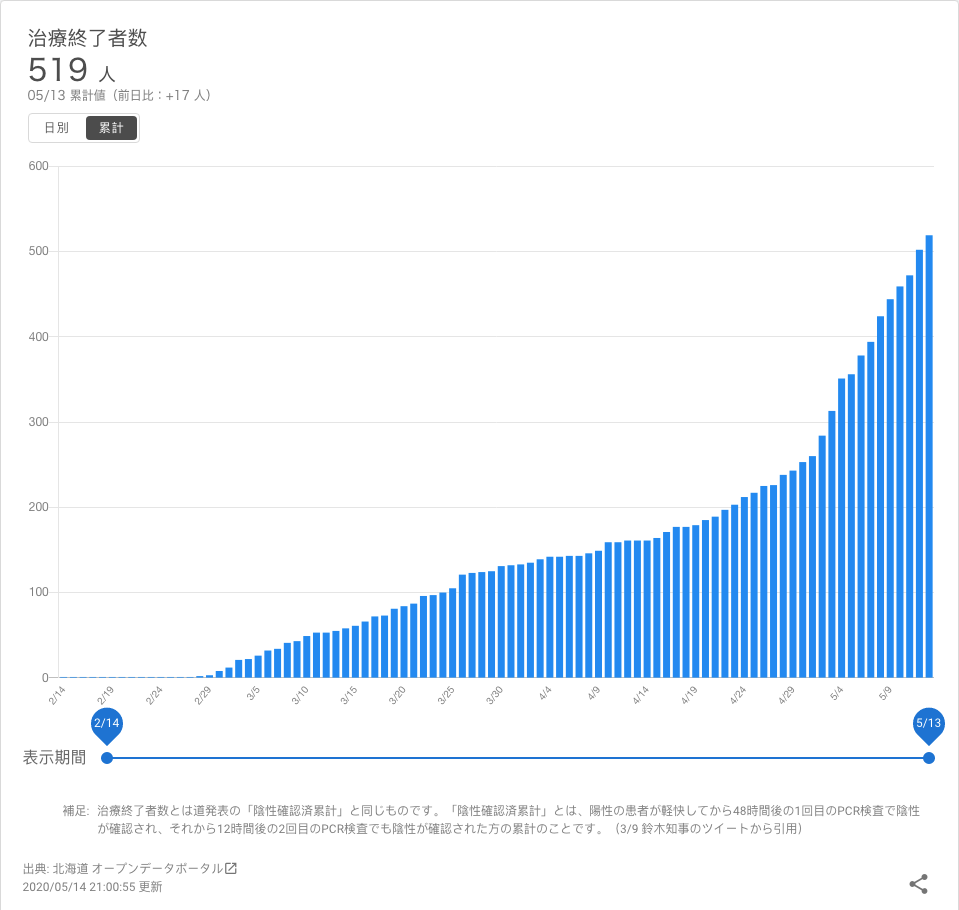 治療終了者数
519 人
05/13 累計値（前日比：+17 人）
日別 累計
600
500
400
300
200
100
0
2/14 2/19 2/24 2/29 3/5 3/10 3/15 3/20 3/25 3/30 4/4 4/9 4/14 4/19 4/24 4/29 5/4 5/9
2/14 5/13
表示期間
補足: 治療終了者数とは道発表の「陰性確認済累計」と同じものです。「陰性確認済累計」とは、陽性の患者が軽快してから48時間後の1回目のPCR検査で陰性
が確認され、それから12時間後の2回目のPCR検査でも陰性が確認された方の累計のことです。（3/9 鈴木知事のツイートから引用）
出典: 北海道 オープンデータポータル
2020/05/14 21:00:55 更新